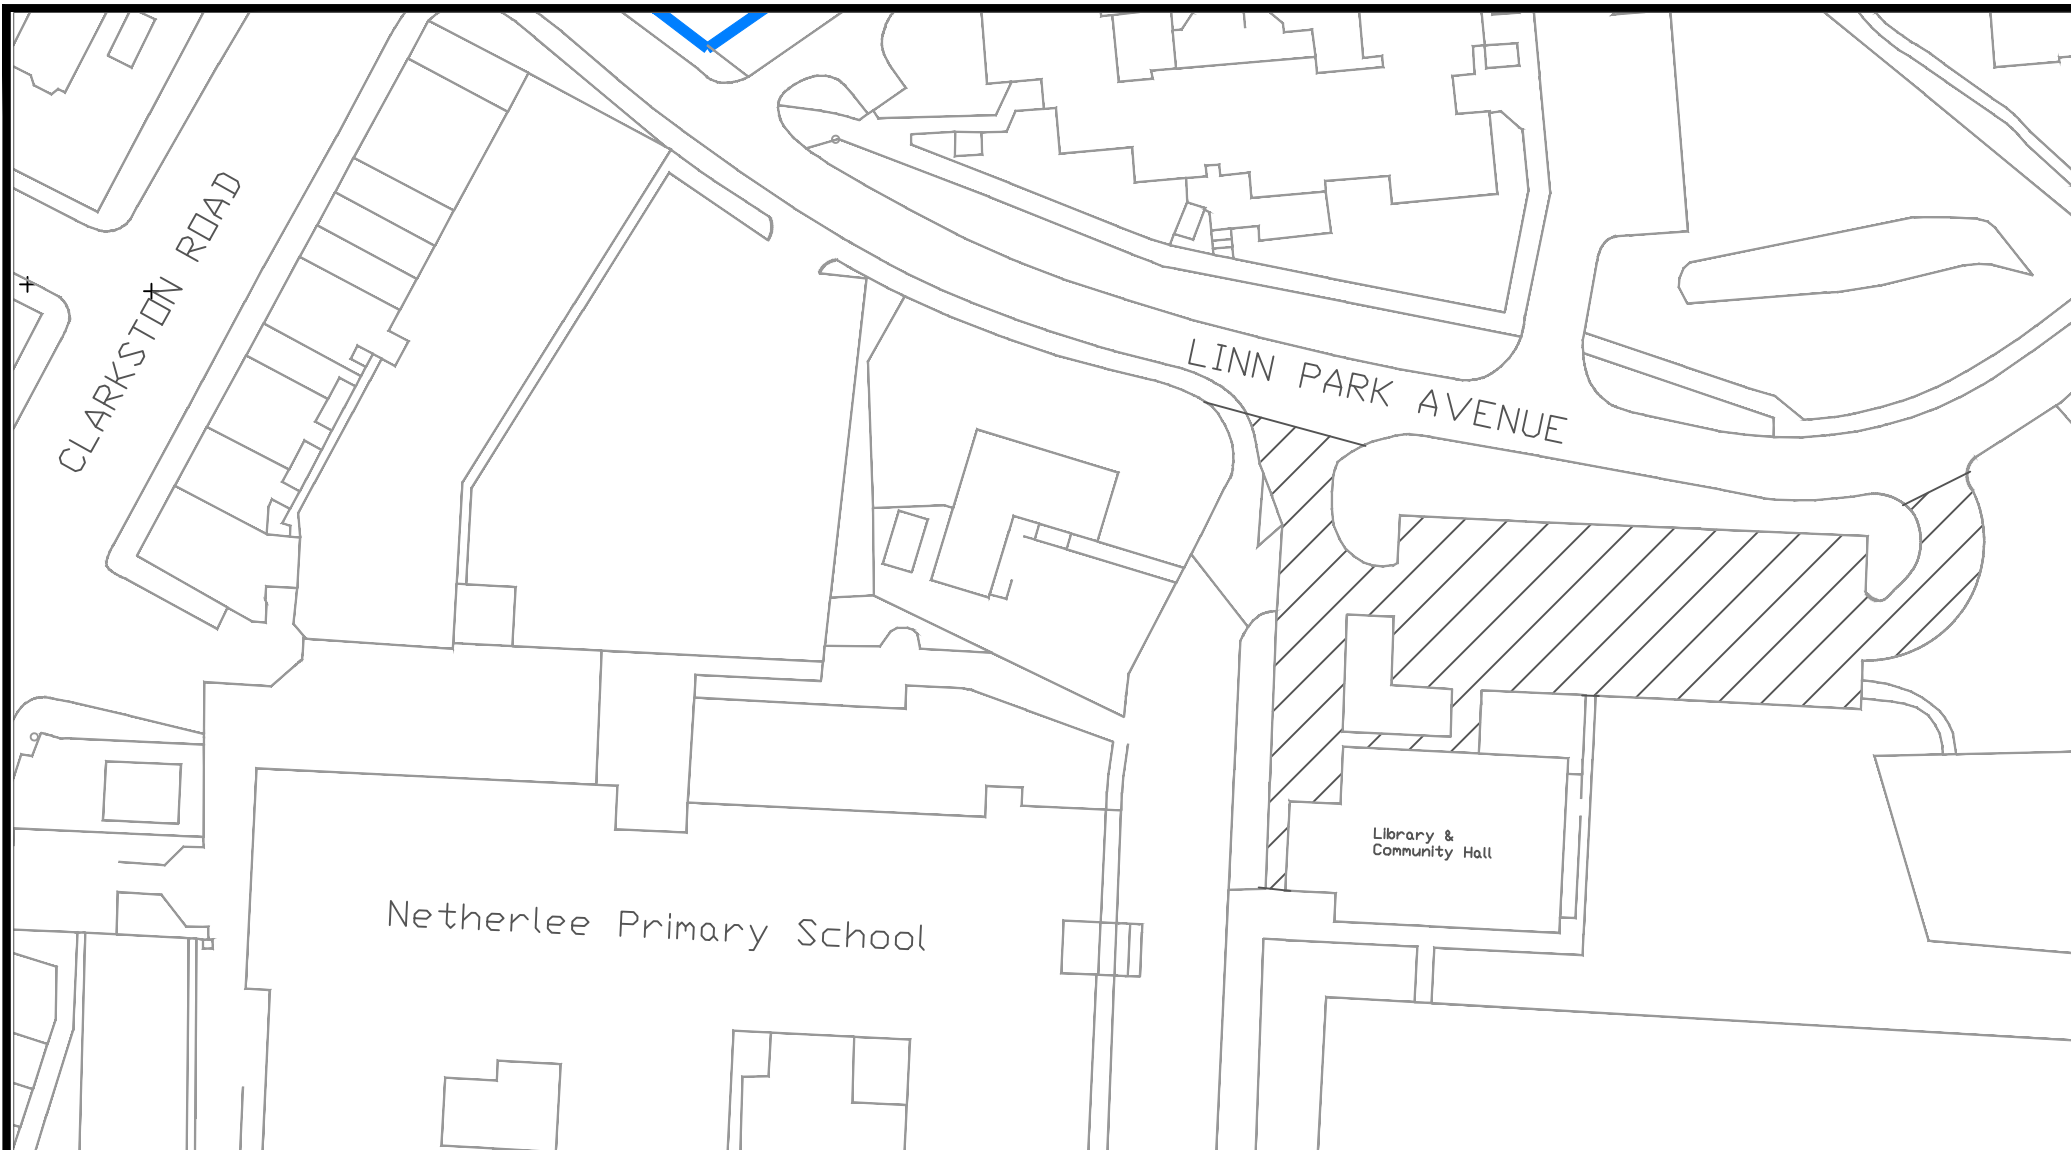 CLARKSTON ROAD
LINN PARK AVENUE
Library &
Community Hall
Netherlee Primary School